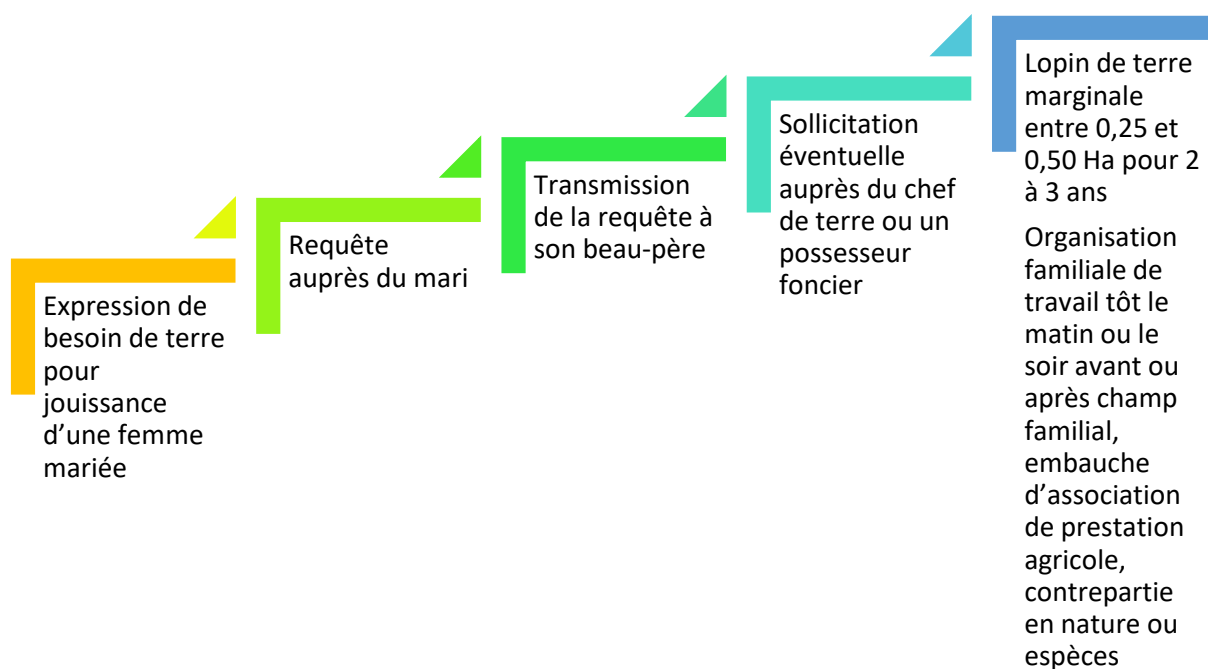 Expression de
besoin de terre
pour
jouissance
d’une femme
mariée
Requête
auprès du mari
Transmission
de la requête à
son beau-père
Sollicitation
éventuelle
auprès du chef
de terre ou un
possesseur
foncier
Lopin de terre
marginale
entre 0,25 et
0,50 Ha pour 2
à 3 ans
Organisation
familiale de
travail tôt le
matin ou le
soir avant ou
après champ
familial,
embauche
d’association
de prestation
agricole,
contrepartie
en nature ou
espèces